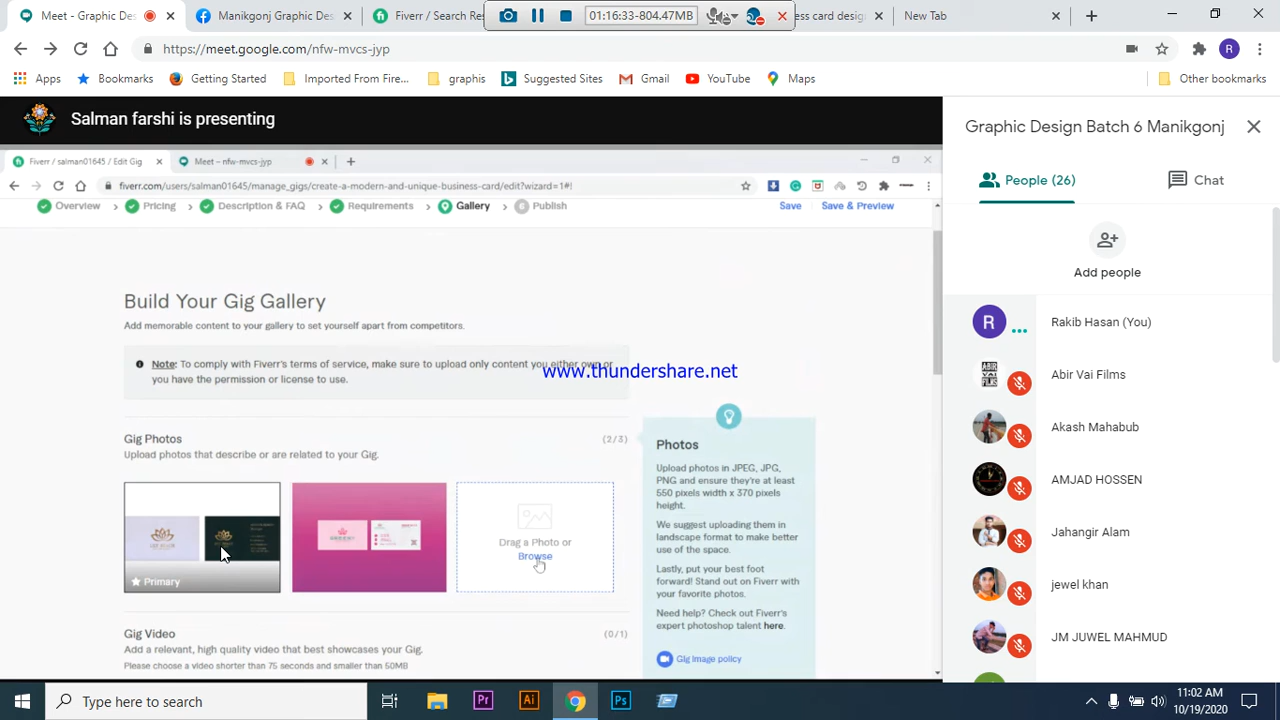 Meet - Graphic Des
Manikgonj Graphic Des
Fiverr / Search Res
01:16:33-804.47MB
ess card desig
New Tab
https://meet.google.com/nfw-mvcs-jyp
R
Apps
Bookmarks
Getting Started
Imported From Fire...
graphis
Suggested Sites
Gmail
YouTube
Maps
Other bookmarks
Salman farshi is presenting
Fiverr / salman01645 / Edit Gig
Meet – nfw-mvcs-jyp
fiverr.com/users/salman01645/manage_gigs/create-a-modern-and-unique-business-card/edit?wizard=1#!
Overview
Pricing
Description & FAQ
Requirements
Gallery
6 Publish
Save
Save & Preview
Build Your Gig Gallery
Add memorable content to your gallery to set yourself apart from competitors.
Note: To comply with Fiverr's terms of service, make sure to upload only content you either own or
you have the permission or license to use.
www.thundershare.net
Gig Photos
(2/3)
Upload photos that describe or are related to your Gig.
Primary
Drag a Photo or
Browse
Photos
Upload photos in JPEG, JPG,
PNG and ensure they're at least
550 pixels width x 370 pixels
height.
We suggest uploading them in
landscape format to make better
use of the space.
Lastly, put your best foot
forward! Stand out on Fiverr with
your favorite photos.
Need help? Check out Fiverr's
expert photoshop talent here.
Gig image policy
Gig Video
(0/1)
Add a relevant, high quality video that best showcases your Gig.
Please choose a video shorter than 75 seconds and smaller than 50MB
Graphic Design Batch 6 Manikgonj
People (26)
Chat
Add people
R
Rakib Hasan (You)
ABIR VAI FILMS
Abir Vai Films
Akash Mahabub
AMJAD HOSSEN
Jahangir Alam
jewel khan
JM JUWEL MAHMUD
Type here to search
Pr
Ai
Ps
11:02 AM
10/19/2020